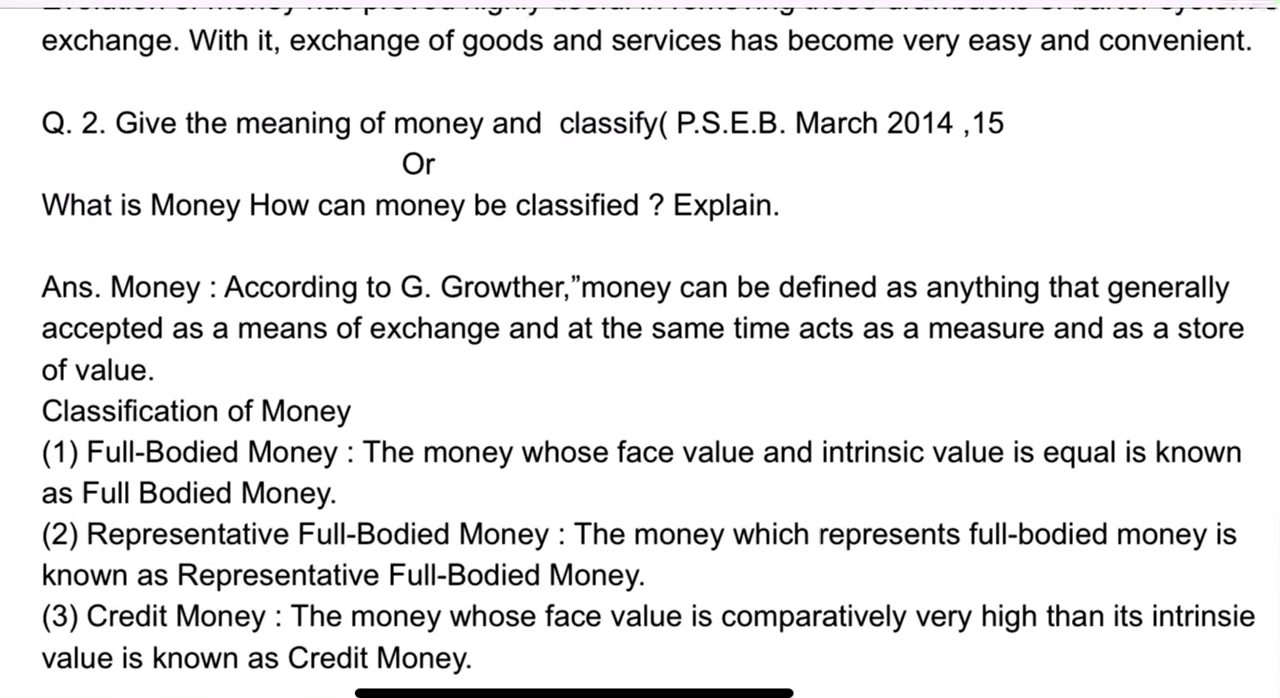 exchange. With it, exchange of goods and services has become very easy and convenient.
Q. 2. Give the meaning of money and classify( P.S.E.B. March 2014 ,15
Or
What is Money How can money be classified ? Explain.
Ans. Money : According to G. Growther,”money can be defined as anything that generally
accepted as a means of exchange and at the same time acts as a measure and as a store
of value.
Classification of Money
(1) Full-Bodied Money : The money whose face value and intrinsic value is equal is known
as Full Bodied Money.
(2) Representative Full-Bodied Money : The money which represents full-bodied money is
known as Representative Full-Bodied Money.
(3) Credit Money : The money whose face value is comparatively very high than its intrinsie
value is known as Credit Money.